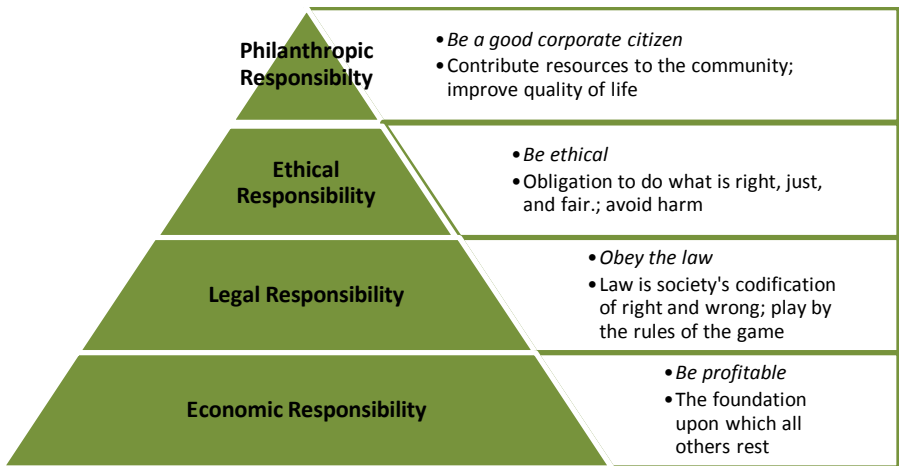 Philanthropic
Responsibilty
•Be a good corporate citizen
•Contribute resources to the community;
improve quality of life
Ethical
Responsibility
•Be ethical
•Obligation to do what is right, just,
and fair.; avoid harm
Legal Responsibility
•Obey the law
•Law is society's codification
of right and wrong; play by
the rules of the game
Economic Responsibility
•Be profitable
•The foundation
upon which all
others rest